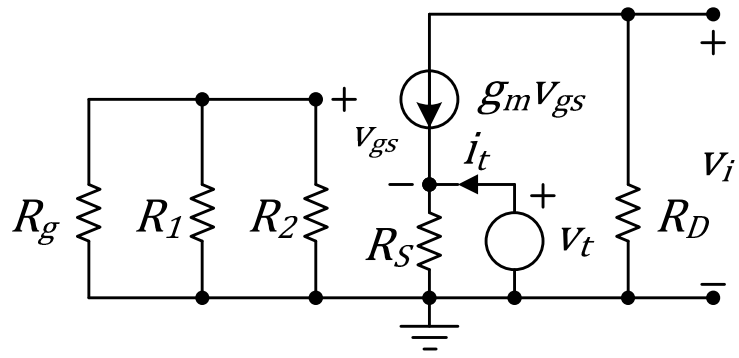 +
g_m v_gs
+
v_gs
i_t
−
+
v_i
R_g
R_1
R_2
R_S
v_t
R_D
−